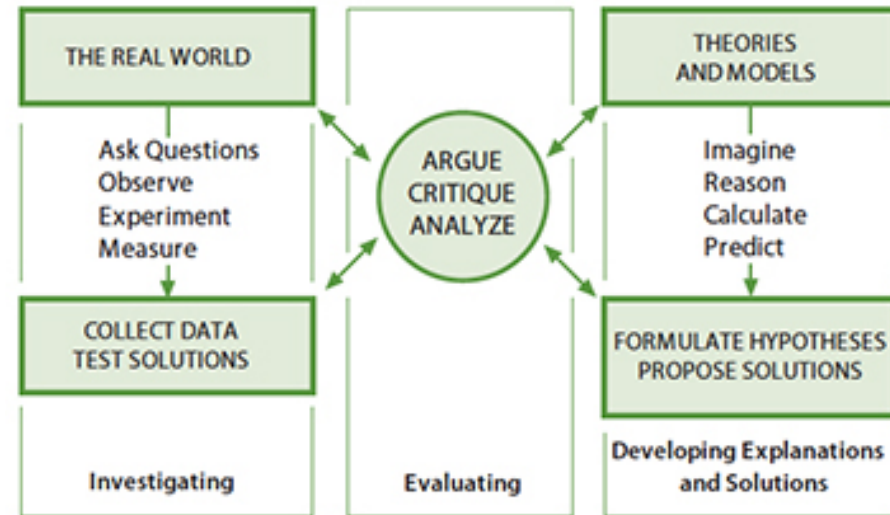 THE REAL WORLD
Ask Questions
Observe
Experiment
Measure
COLLECT DATA
TEST SOLUTIONS
Investigating
ARGUE
CRITIQUE
ANALYZE
Evaluating
THEORIES
AND MODELS
Imagine
Reason
Calculate
Predict
FORMULATE HYPOTHESES
PROPOSE SOLUTIONS
Developing Explanations
and Solutions